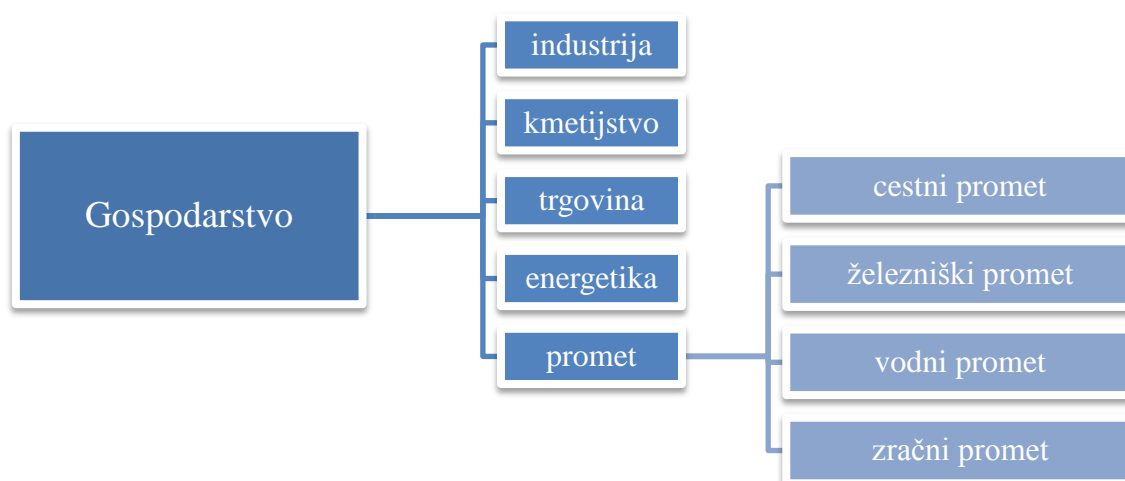 Gospodarstvo
industrija
kmetijstvo
trgovina
energetika
promet
cestni promet
železniški promet
vodni promet
zračni promet